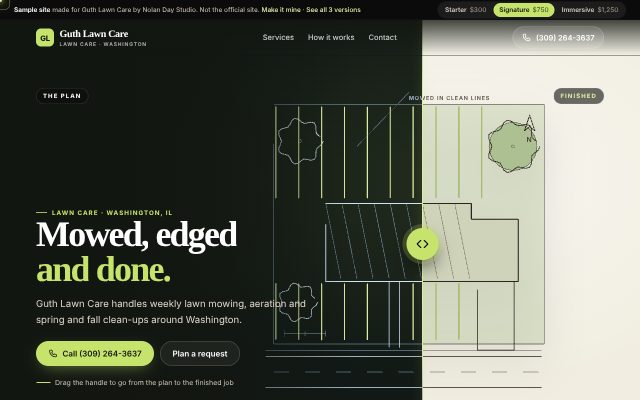 Sample site made for Guth Lawn Care by Nolan Day Studio. Not the official site. Make it mine · See all 3 versions
Starter $300 Signature $750 Immersive $1,250
GL Guth Lawn Care
LAWN CARE · WASHINGTON
Services How it works Contact
(309) 264-3637
THE PLAN
MOWED IN CLEAN LINES
FINISHED
N
LAWN CARE · WASHINGTON, IL
Mowed, edged
and done.
Guth Lawn Care handles weekly lawn mowing, aeration and
spring and fall clean-ups around Washington.
Call (309) 264-3637 Plan a request
Drag the handle to go from the plan to the finished job